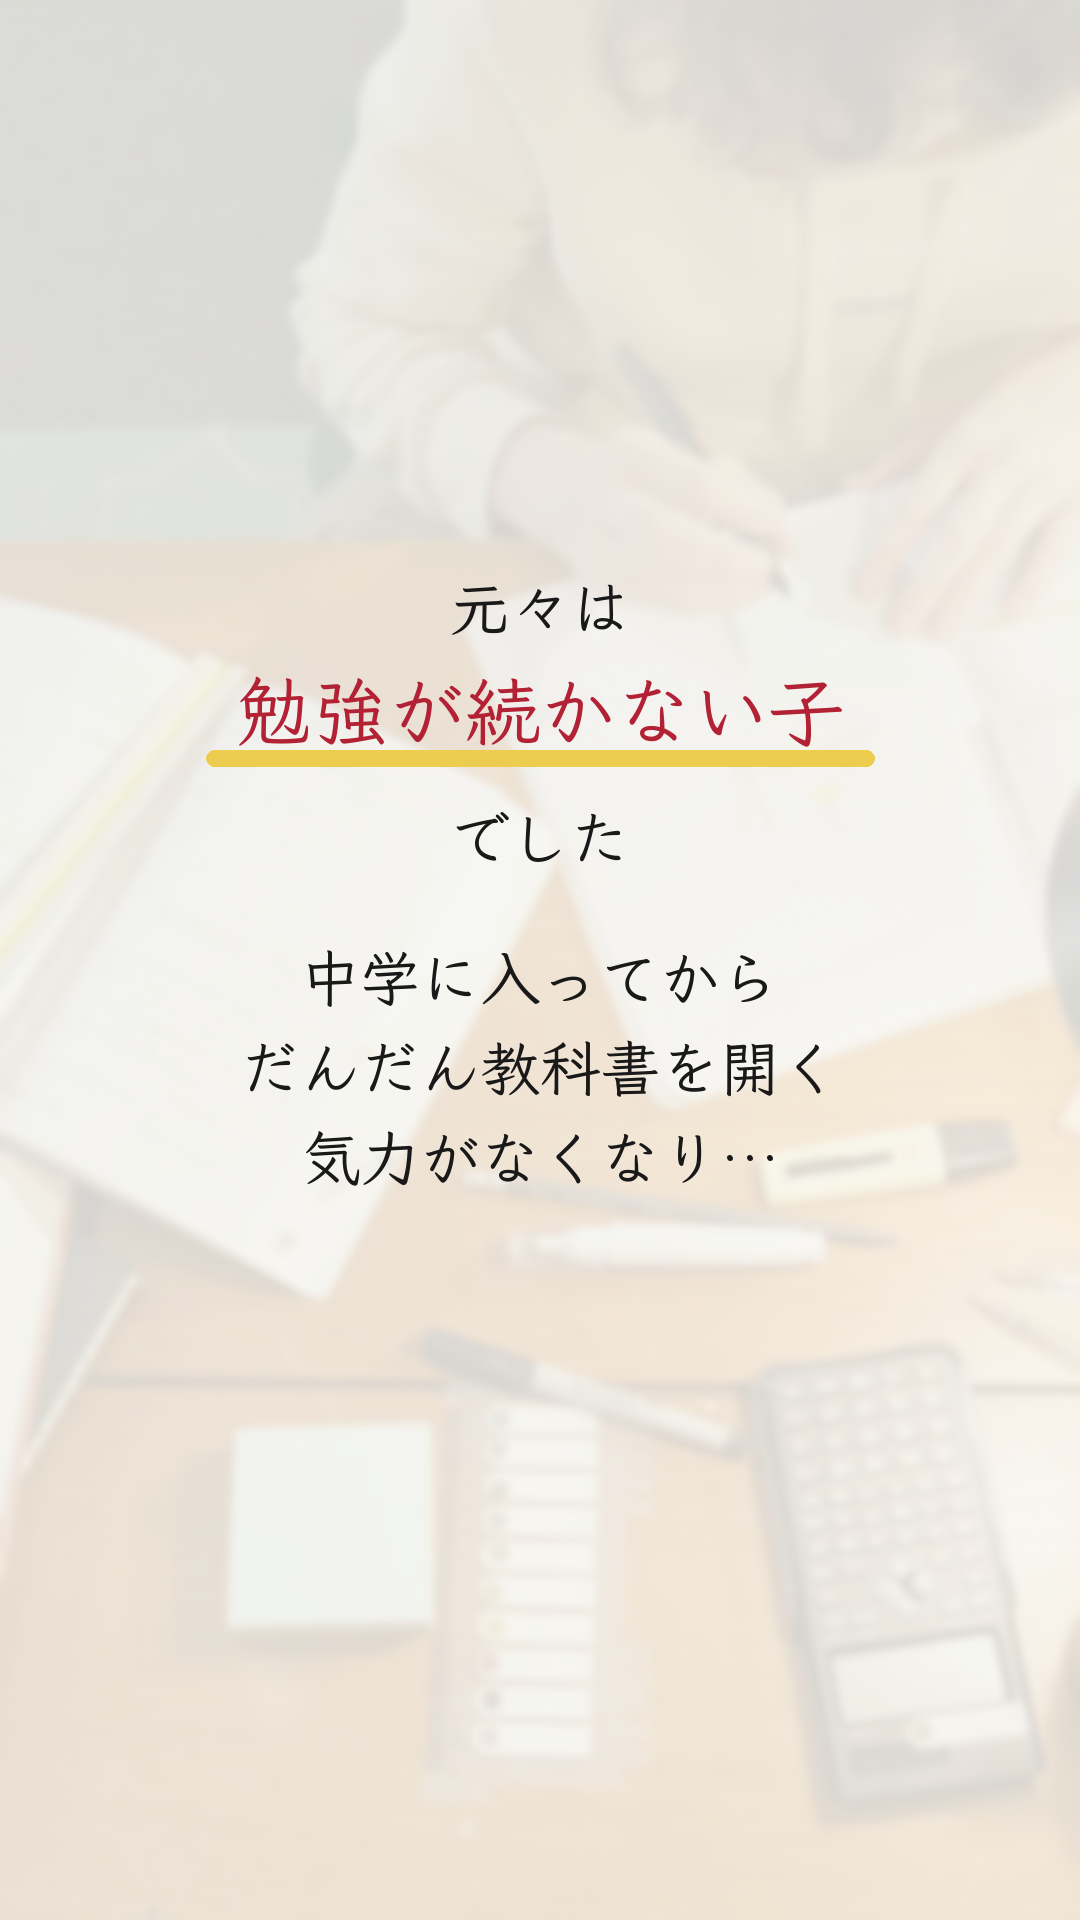 元々は
勉強が続かない子
でした
中学に入ってから
だんだん教科書を開く
気力がなくなり…